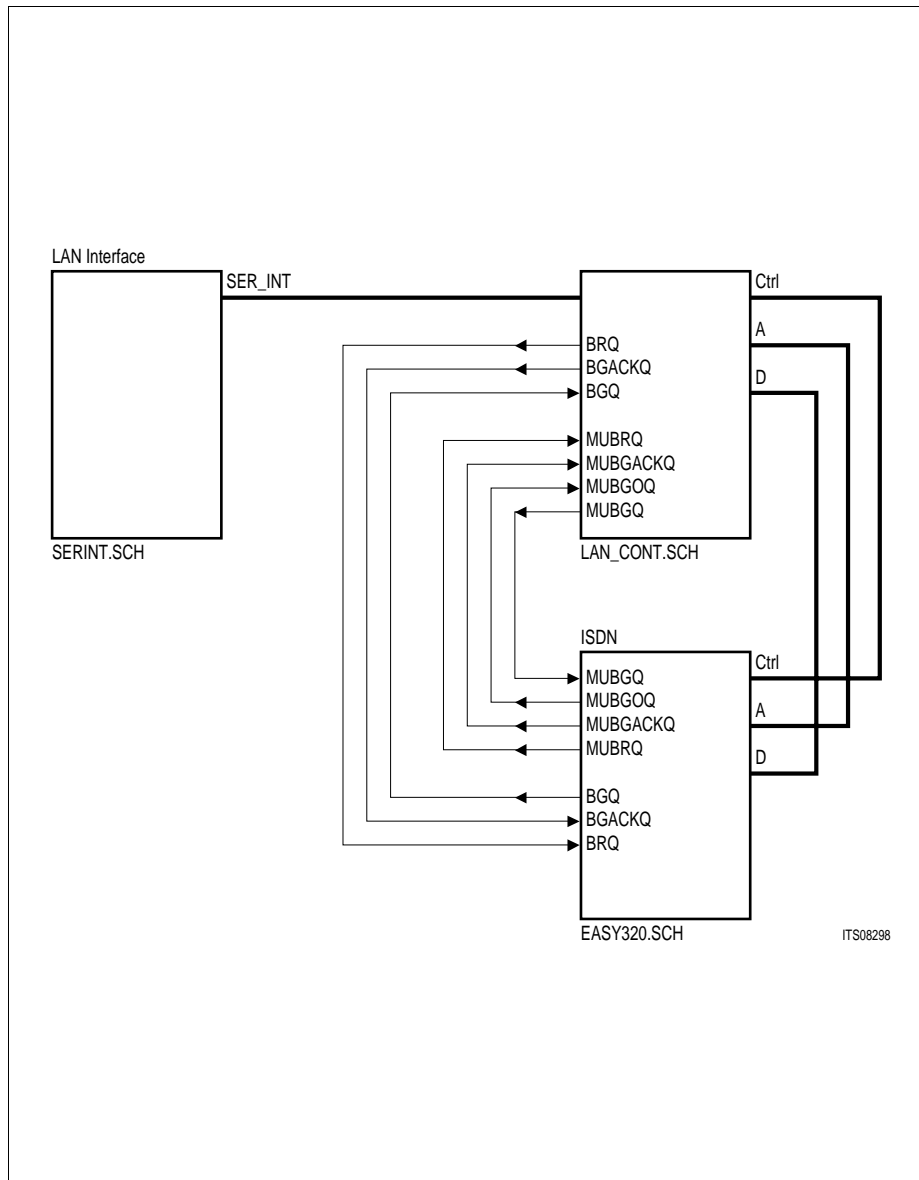 LAN Interface
SER_INT
SERINT.SCH
Ctrl
A
D
BRQ
BGACKQ
BGQ
MUBRQ
MUBGACKQ
MUBGOQ
MUBGQ
LAN_CONT.SCH
ISDN
Ctrl
A
D
MUBGQ
MUBGOQ
MUBGACKQ
MUBRQ
BGQ
BGACKQ
BRQ
EASY320.SCH
ITS08298